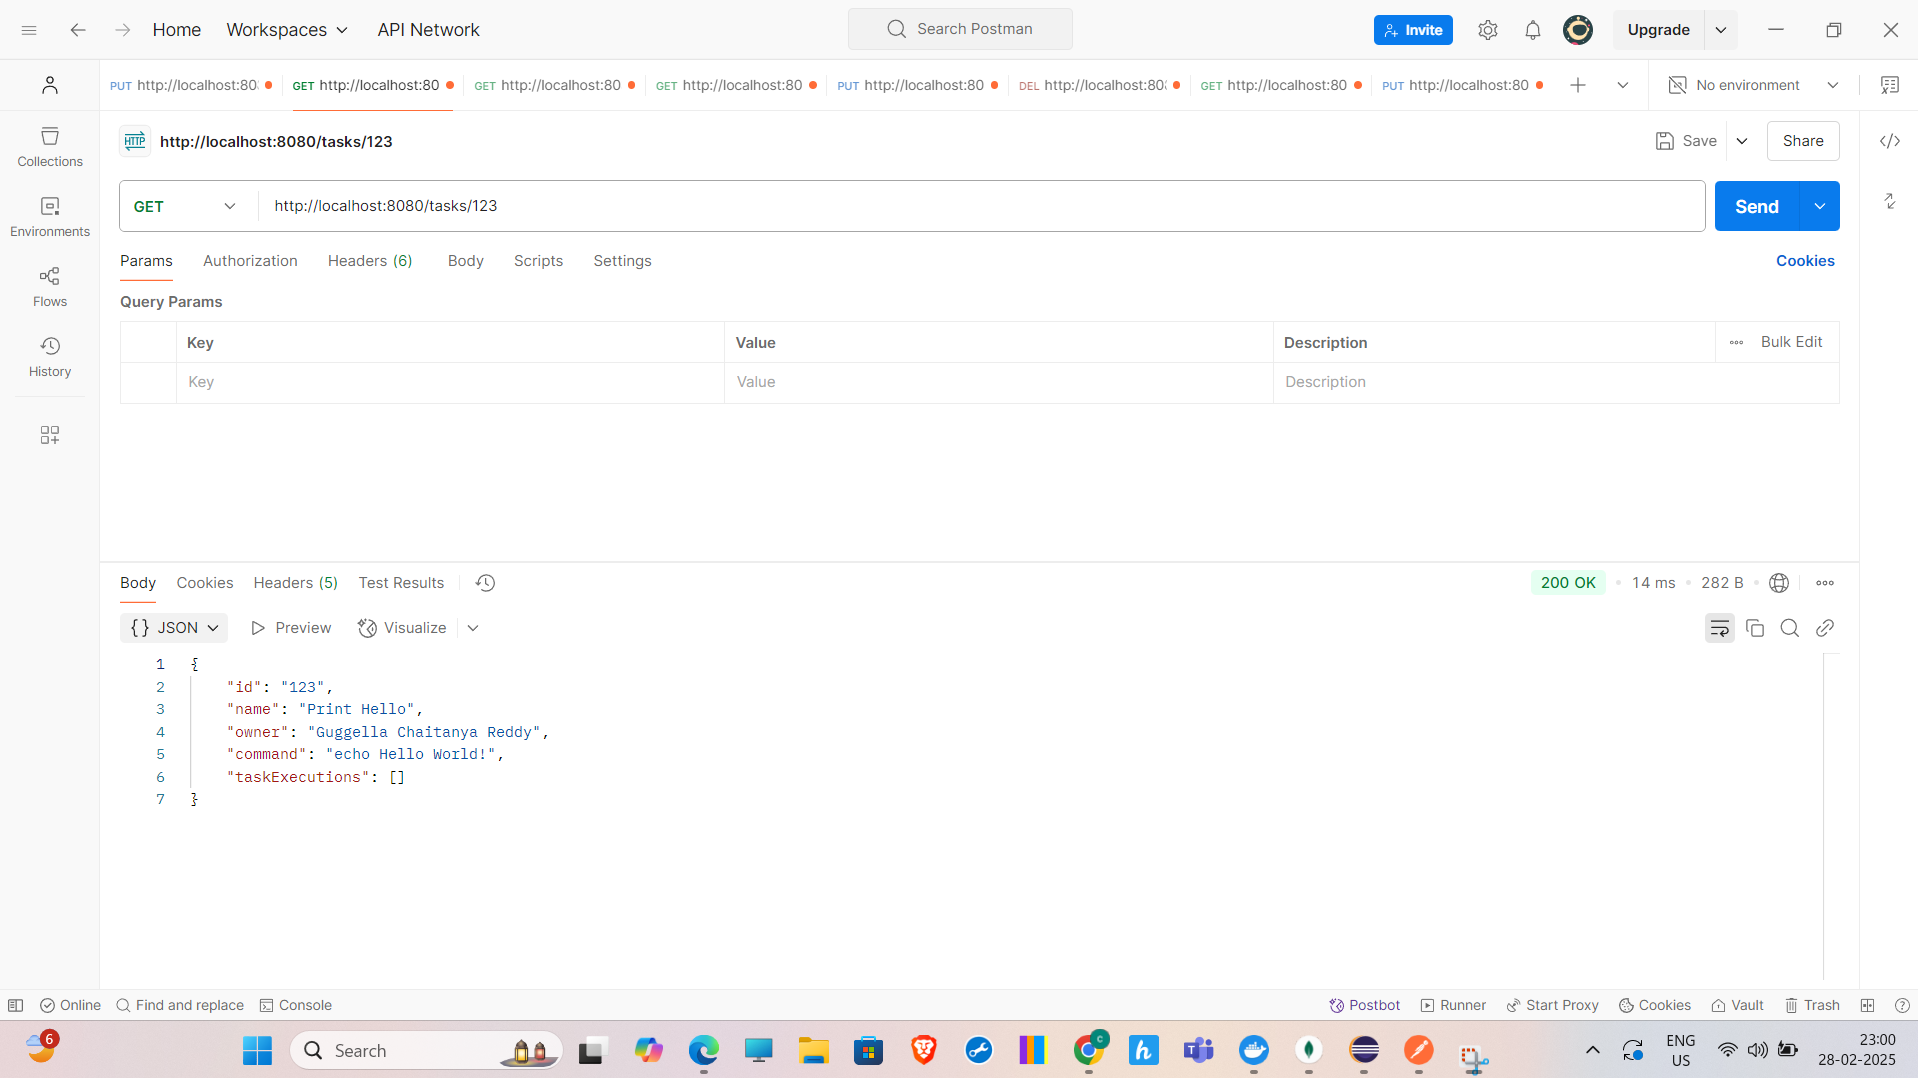 Home Workspaces API Network Search Postman Invite Upgrade
PUT http://localhost:80 GET http://localhost:80 GET http://localhost:80 GET http://localhost:80 PUT http://localhost:80 DEL http://localhost:80 GET http://localhost:80 PUT http://localhost:80 No environment
HTTP http://localhost:8080/tasks/123 Save Share
Collections
GET http://localhost:8080/tasks/123 Send
Environments
Params Authorization Headers (6) Body Scripts Settings Cookies
Flows
Query Params
Key Value Description Bulk Edit
History
Key Value Description
Body Cookies Headers (5) Test Results 200 OK 14 ms 282 B
{} JSON Preview Visualize
1 {
2 "id": "123",
3 "name": "Print Hello",
4 "owner": "Guggella Chaitanya Reddy",
5 "command": "echo Hello World!",
6 "taskExecutions": []
7 }
Online Find and replace Console Postbot Runner Start Proxy Cookies Vault Trash
6 Search C h T ENG US 23:00
28-02-2025